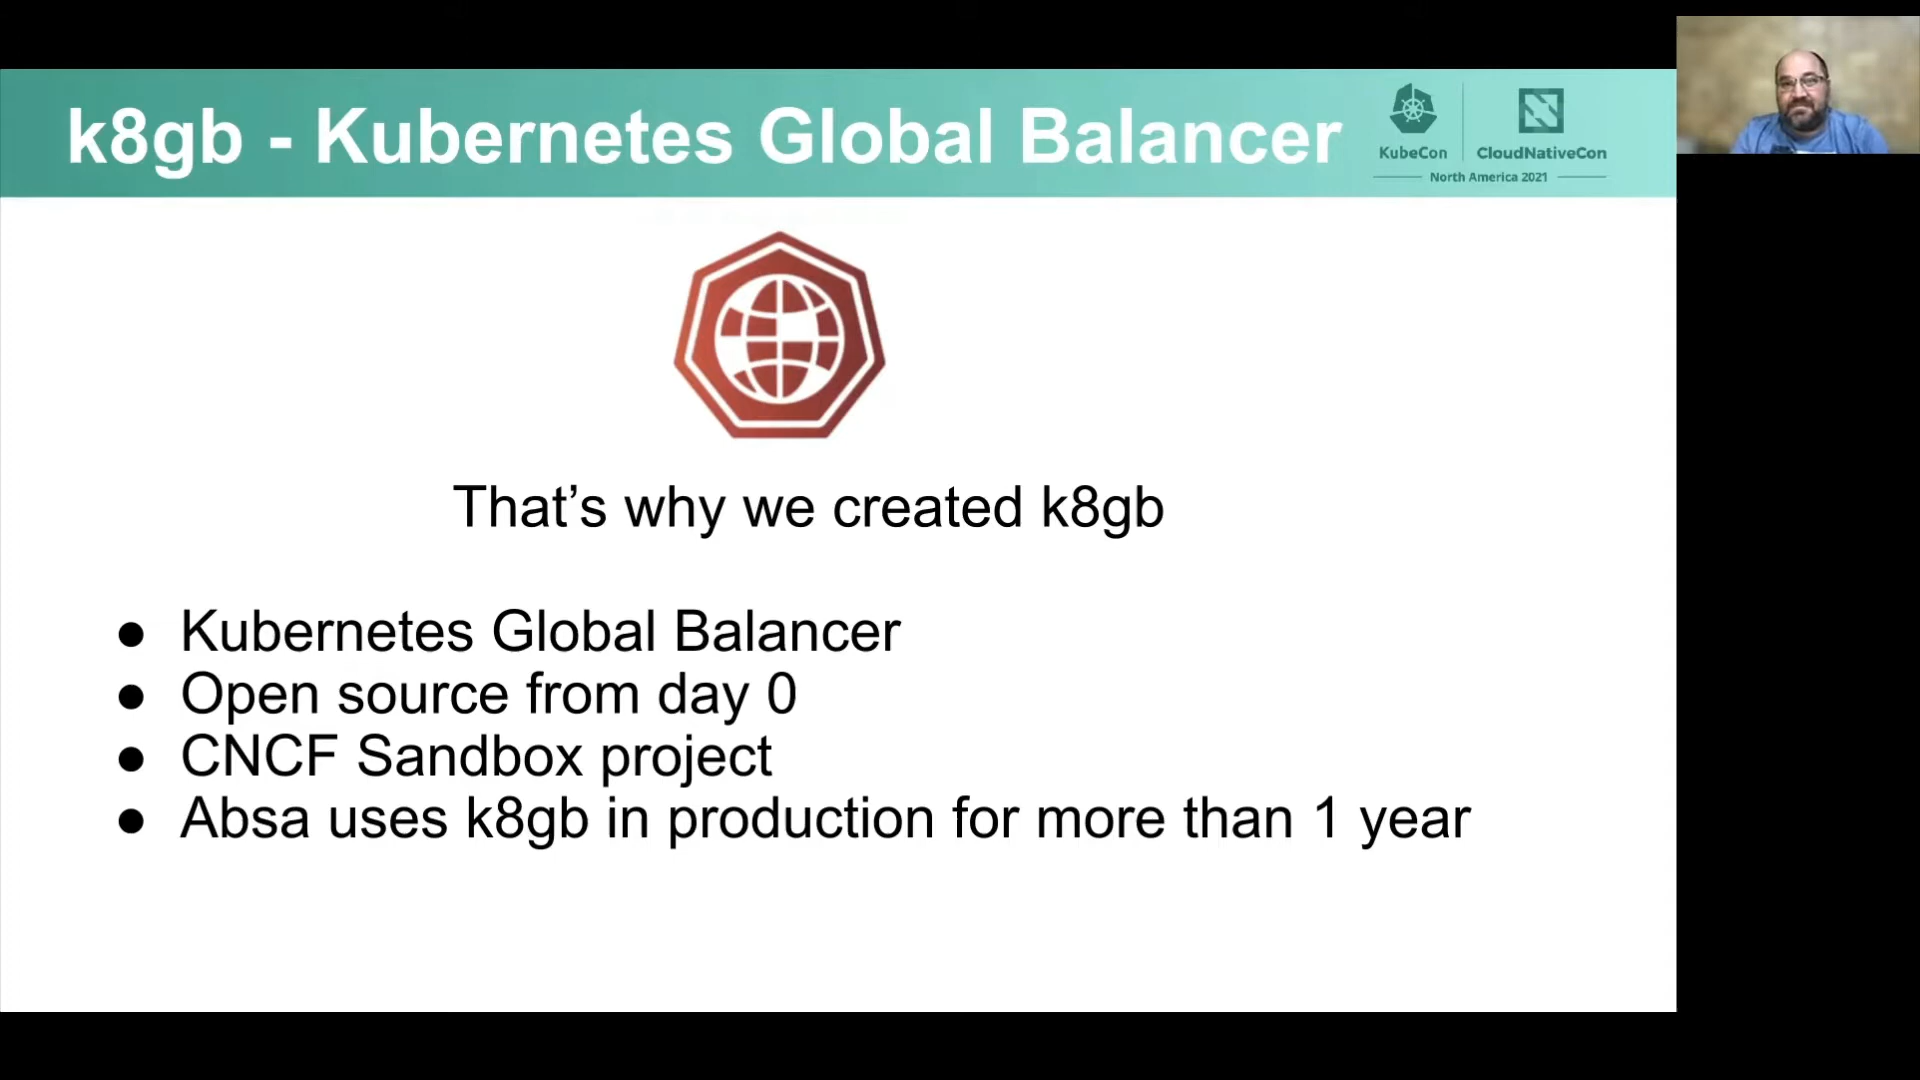 k8gb - Kubernetes Global Balancer
KubeCon
CloudNativeCon
North America 2021
That’s why we created k8gb
● Kubernetes Global Balancer
● Open source from day 0
● CNCF Sandbox project
● Absa uses k8gb in production for more than 1 year